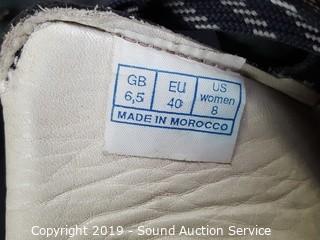 GB EU US
6,5 40 women
8
MADE IN MOROCCO
Copyright 2019 - Sound Auction Service